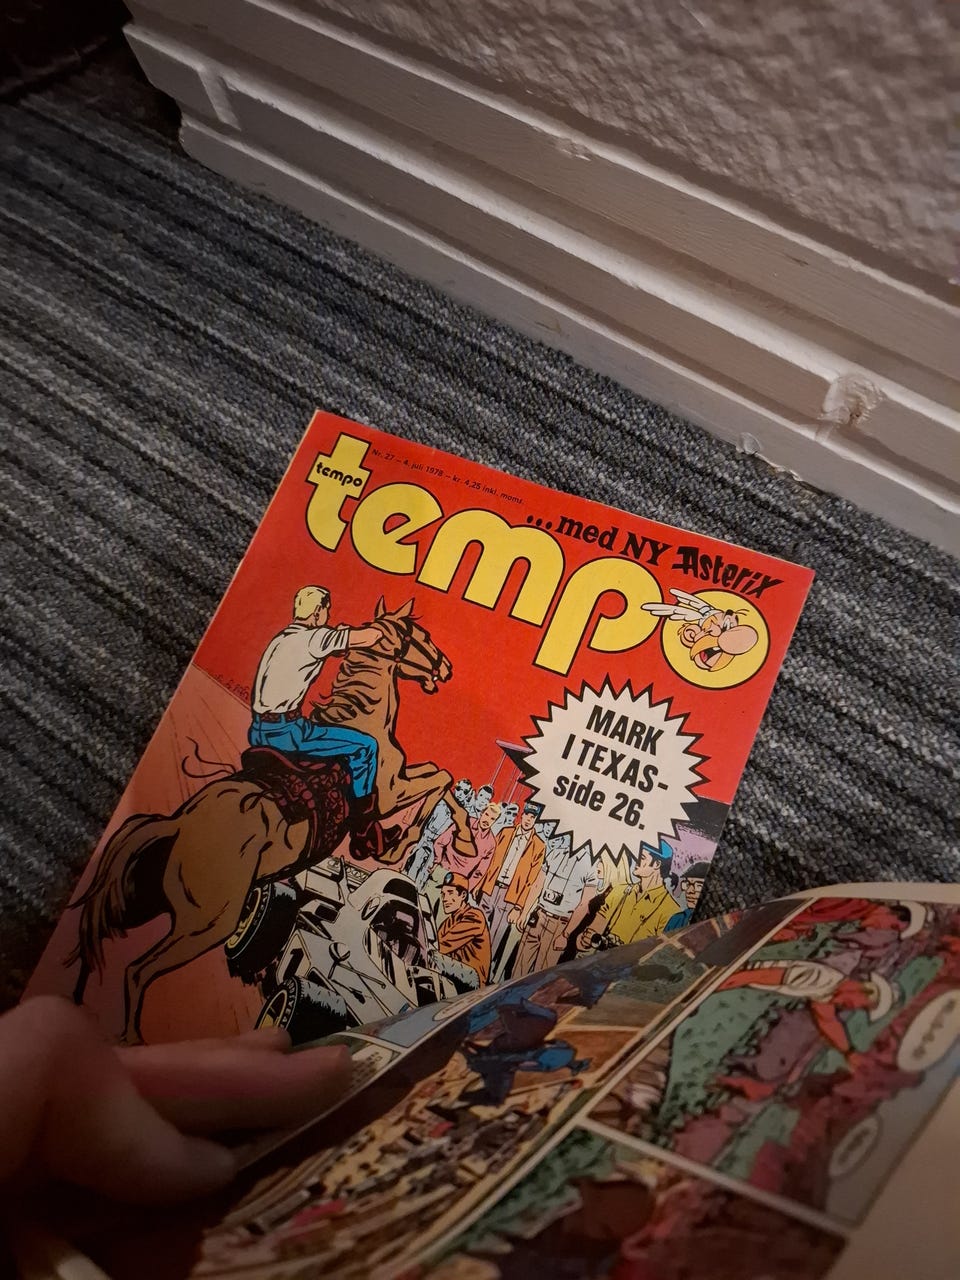 Nr. 27 – 4. juli 1978 – kr. 4,25 inkl. moms.
tempo
tempo
...med NY Asterix
MARK
I TEXAS-
side 26.